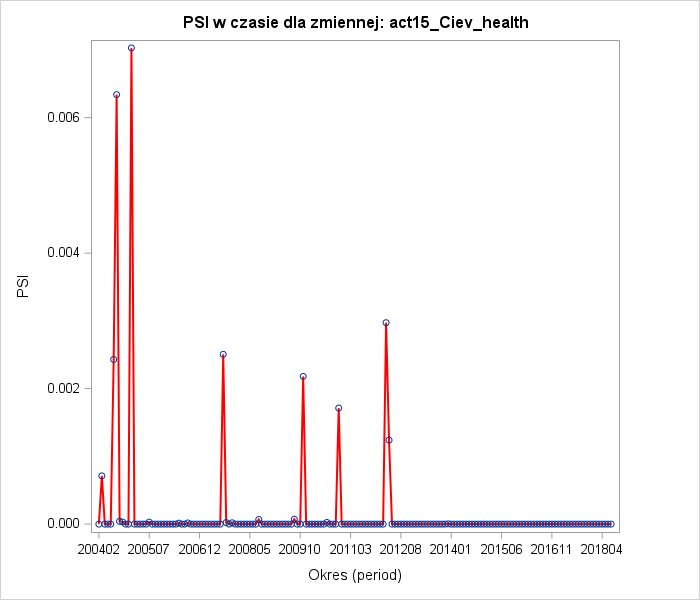 PSI w czasie dla zmiennej: act15_Ciev_health
0.006
0.004
0.002
0.000
PSI
200402 200507 200612 200805 200910 201103 201208 201401 201506 201611 201804
Okres (period)